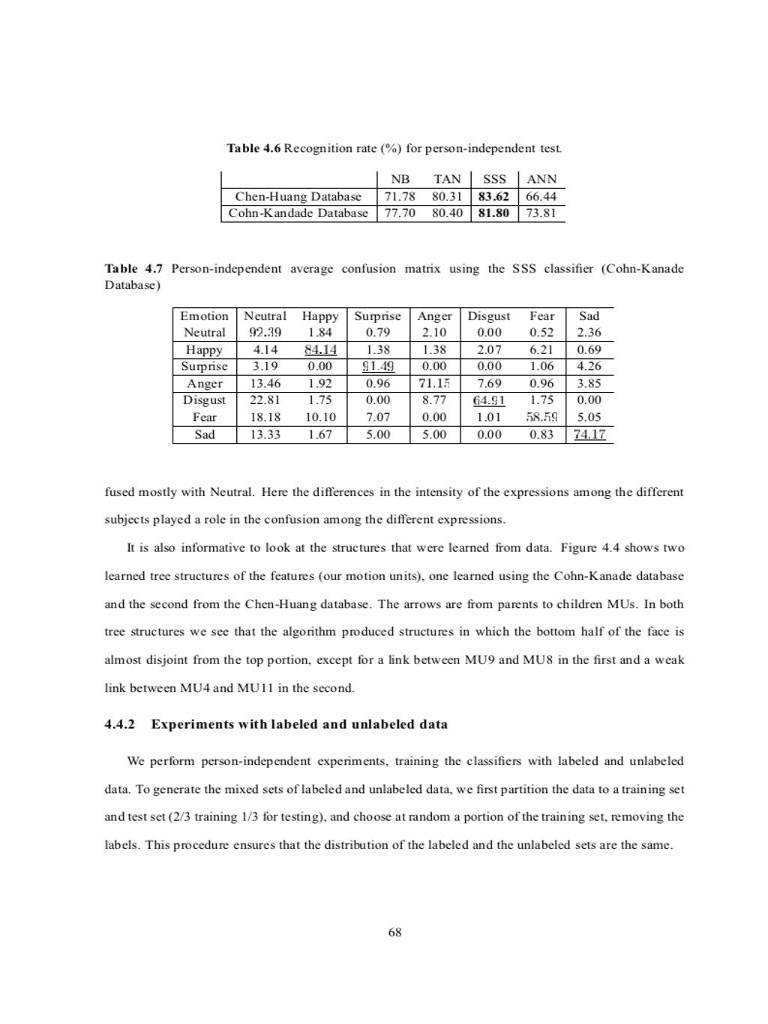 Table 4.6 Recognition rate (%) for person-independent test.
NB TAN SSS ANN
Chen-Huang Database 71.78 80.31 83.62 66.44
Cohn-Kandade Database 77.70 80.40 81.80 73.81
Table 4.7 Person-independent average confusion matrix using the SSS classifier (Cohn-Kanade
Database)
Emotion Neutral Happy Surprise Anger Disgust Fear Sad
Neutral 92.39 1.84 0.79 2.10 0.00 0.52 2.36
Happy 4.14 84.14 1.38 1.38 2.07 6.21 0.69
Surprise 3.19 0.00 91.49 0.00 0.00 1.06 4.26
Anger 13.46 1.92 0.96 71.15 7.69 0.96 3.85
Disgust 22.81 1.75 0.00 8.77 64.91 1.75 0.00
Fear 18.18 10.10 7.07 0.00 1.01 58.59 5.05
Sad 13.33 1.67 5.00 5.00 0.00 0.83 74.17
fused mostly with Neutral. Here the differences in the intensity of the expressions among the different
subjects played a role in the confusion among the different expressions.
It is also informative to look at the structures that were learned from data. Figure 4.4 shows two
learned tree structures of the features (our motion units), one learned using the Cohn-Kanade database
and the second from the Chen-Huang database. The arrows are from parents to children MUs. In both
tree structures we see that the algorithm produced structures in which the bottom half of the face is
almost disjoint from the top portion, except for a link between MU9 and MU8 in the first and a weak
link between MU4 and MU11 in the second.
4.4.2 Experiments with labeled and unlabeled data
We perform person-independent experiments, training the classifiers with labeled and unlabeled
data. To generate the mixed sets of labeled and unlabeled data, we first partition the data to a training set
and test set (2/3 training 1/3 for testing), and choose at random a portion of the training set, removing the
labels. This procedure ensures that the distribution of the labeled and the unlabeled sets are the same.
68